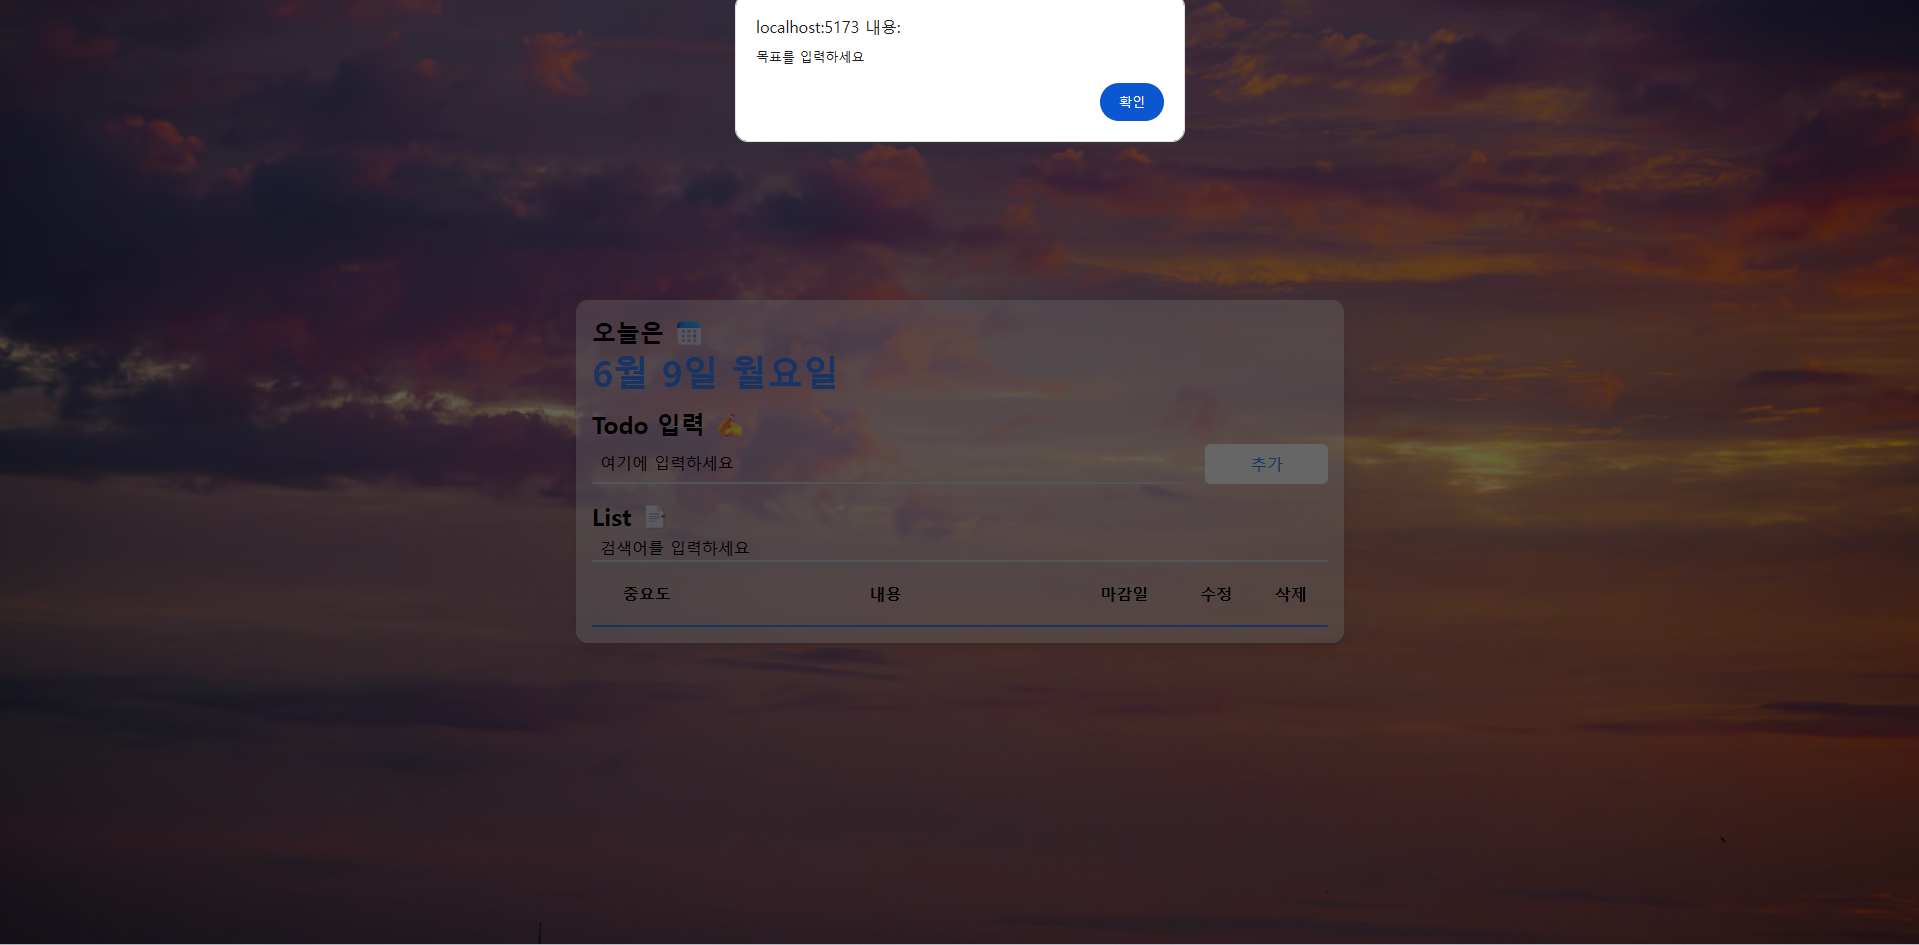 localhost:5173 내용:
목표를 입력하세요
확인
오늘은 📅
6월 9일 월요일
Todo 입력 ✍
여기에 입력하세요
추가
List 📄
검색어를 입력하세요
중요도 내용 마감일 수정 삭제